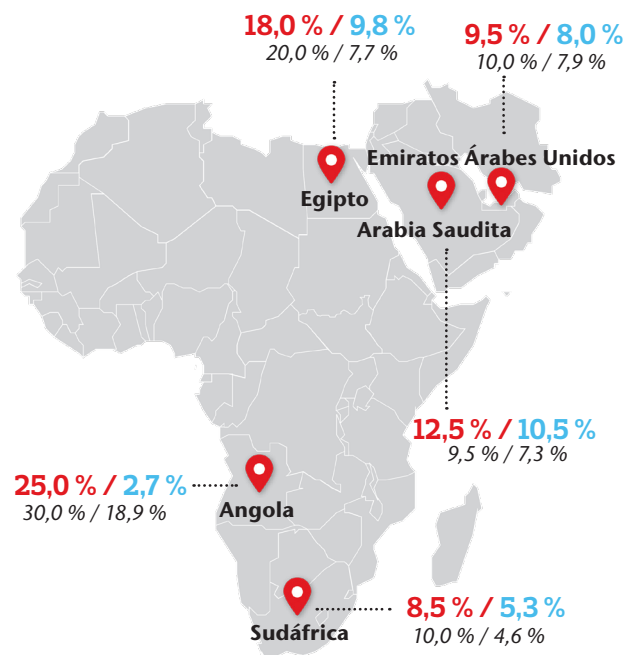 18,0 % / 9,8 %
20,0 % / 7,7 %
9,5 % / 8,0 %
10,0 % / 7,9 %
Emiratos Árabes Unidos
Egipto
Arabia Saudita
12,5 % / 10,5 %
9,5 % / 7,3 %
25,0 % / 2,7 %
30,0 % / 18,9 %
Angola
8,5 % / 5,3 %
10,0 % / 4,6 %
Sudáfrica